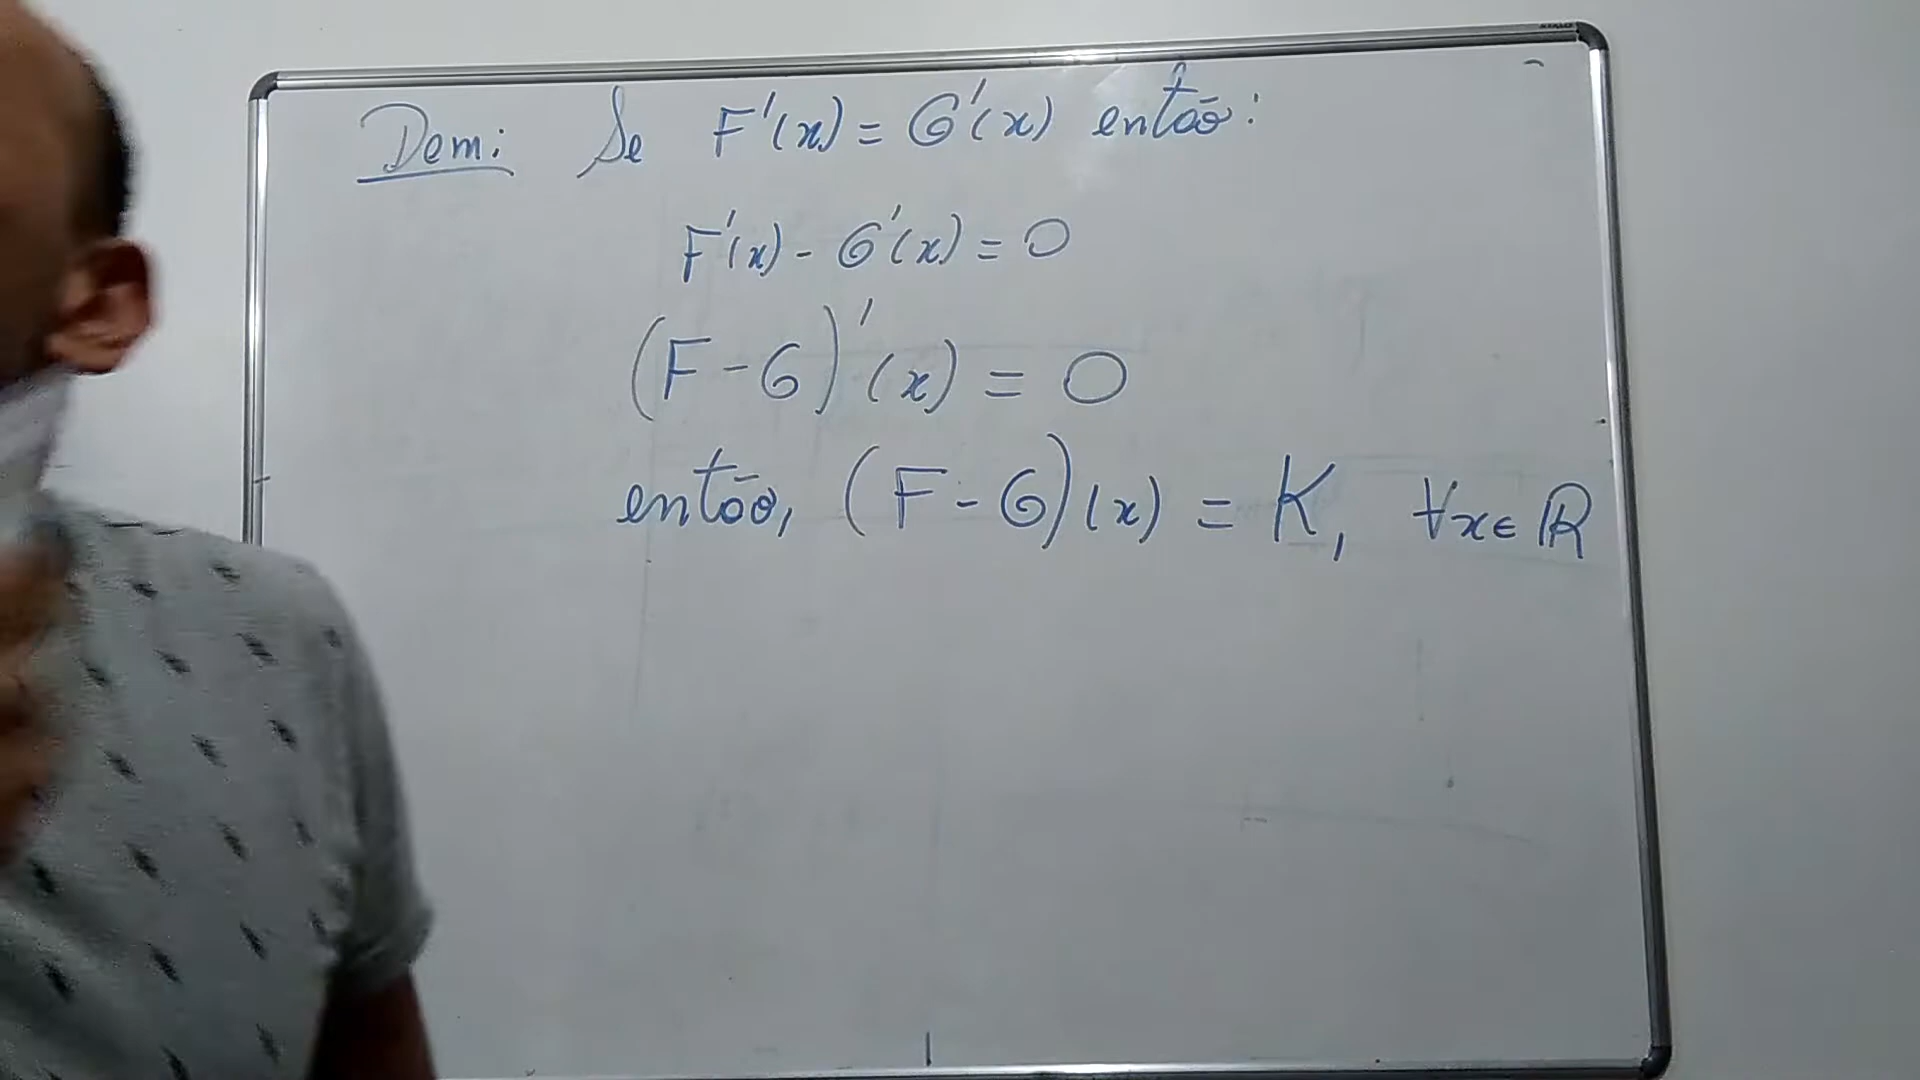 Dem: Se F'(x) = G'(x) então:
F'(x) - G'(x) = 0
(F - G)'(x) = 0
então, (F - G)(x) = K, ∀x∈ℝ